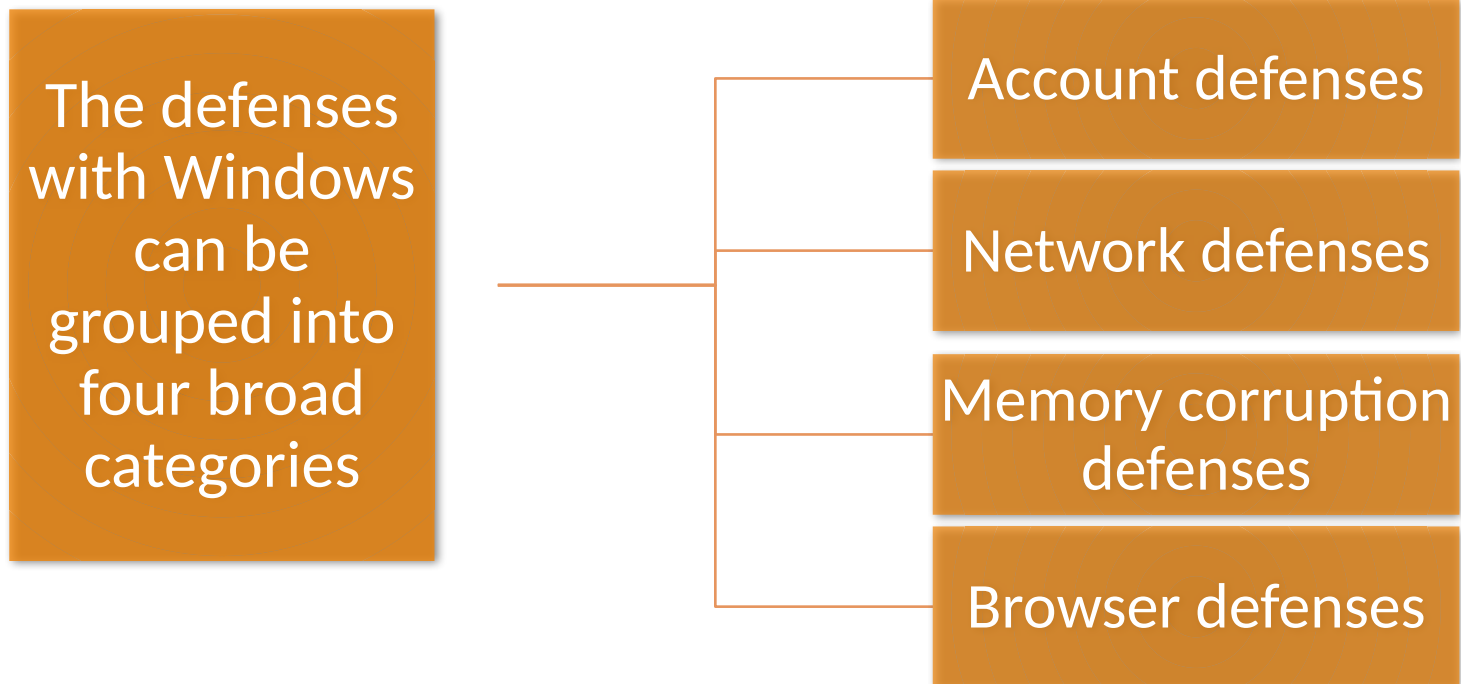 The defenses
with Windows
can be
grouped into
four broad
categories
Account defenses
Network defenses
Memory corruption
defenses
Browser defenses